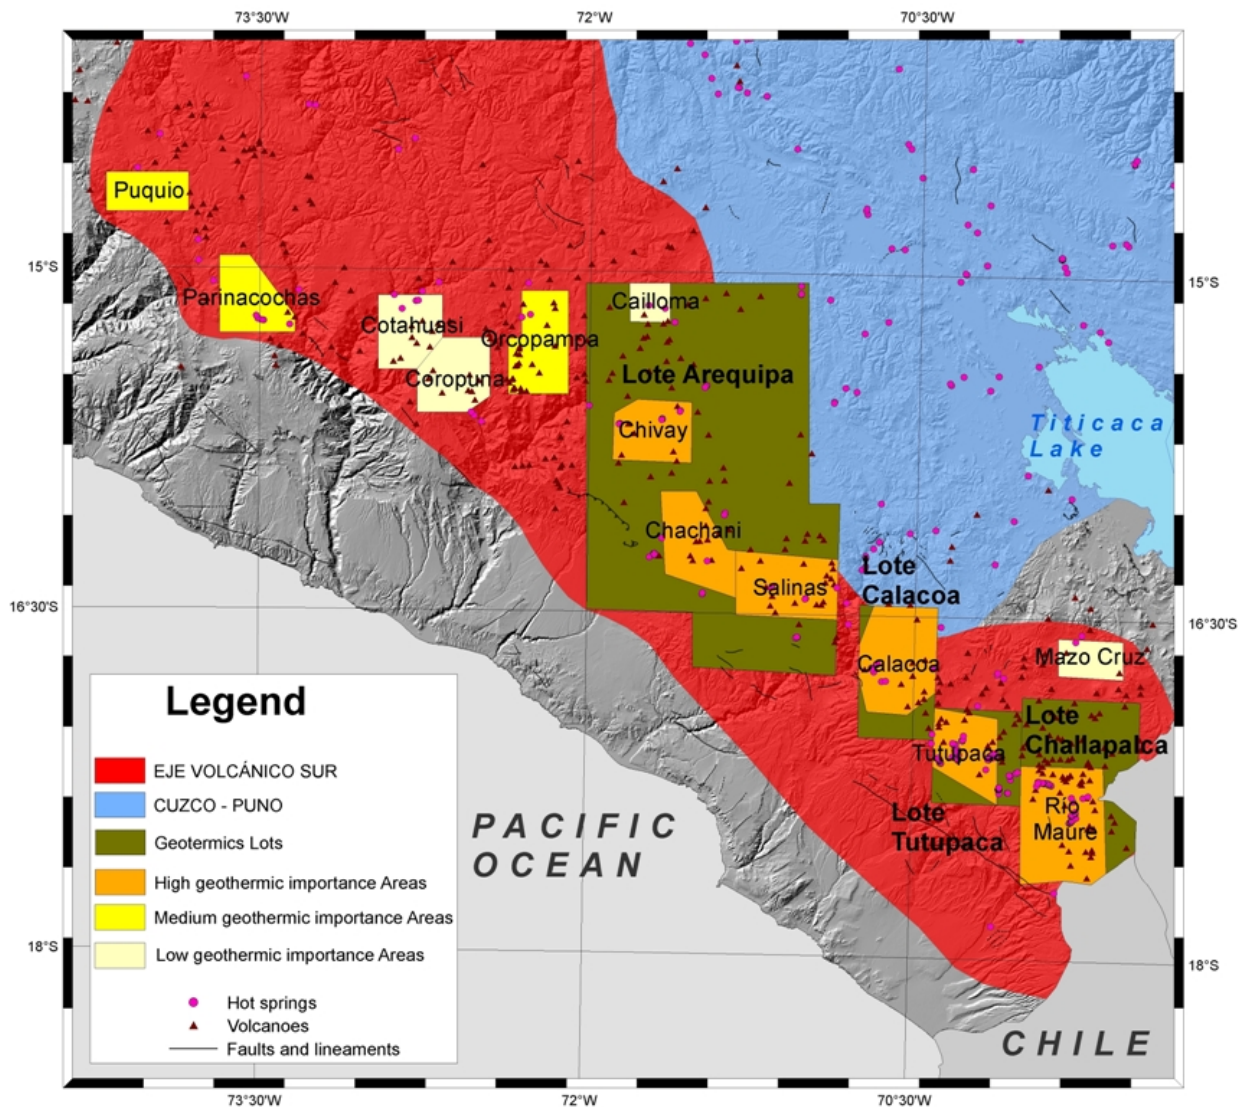 73°30'W
72°W
70°30'W
Puquio
15°S
15°S
Parinacochas
Cailloma
Cotahuasi
Orcopampa
Coropuna
Lote Arequipa
Chivay
Titicaca
Lake
Chachani
Lote
Calacoa
Salinas
16°30'S
16°30'S
Calacoa
Mazo Cruz
Lote
Challapalca
Tutupaca
Rio
Maure
Lote
Tutupaca
PACIFIC
OCEAN
Legend
EJE VOLCÁNICO SUR
CUZCO - PUNO
Geotermics Lots
High geothermic importance Areas
Medium geothermic importance Areas
Low geothermic importance Areas
Hot springs
Volcanoes
Faults and lineaments
18°S
18°S
CHILE
73°30'W
72°W
70°30'W